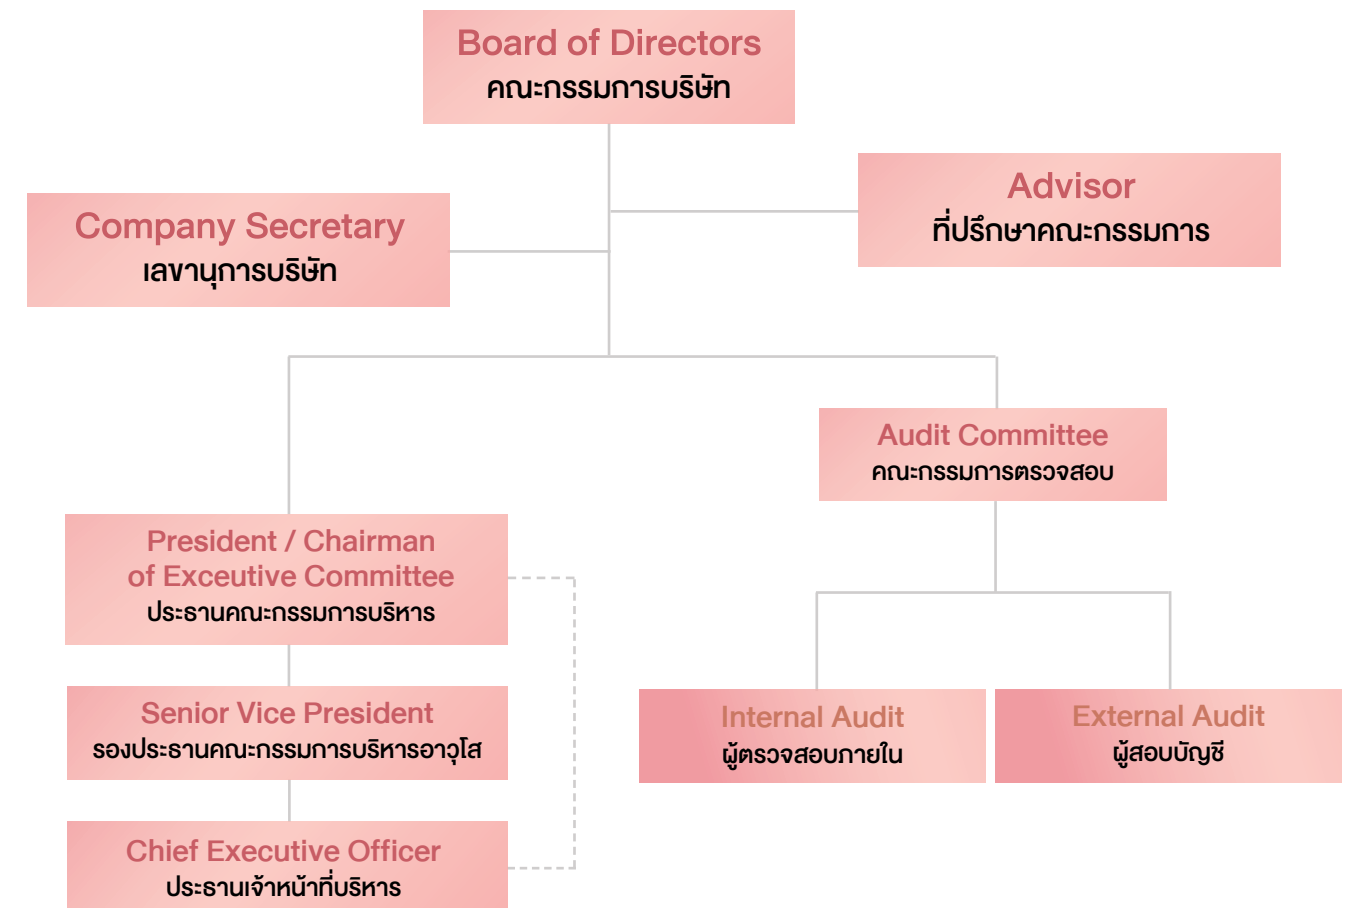 Board of Directors
คณะกรรมการบริษัท
Advisor
ที่ปรึกษาคณะกรรมการ
Company Secretary
เลขานุการบริษัท
Audit Committee
คณะกรรมการตรวจสอบ
President / Chairman
of Exceutive Committee
ประธานคณะกรรมการบริหาร
Senior Vice President
รองประธานคณะกรรมการบริหารอาวุโส
Internal Audit
ผู้ตรวจสอบภายใน
External Audit
ผู้สอบบัญชี
Chief Executive Officer
ประธานเจ้าหน้าที่บริหาร